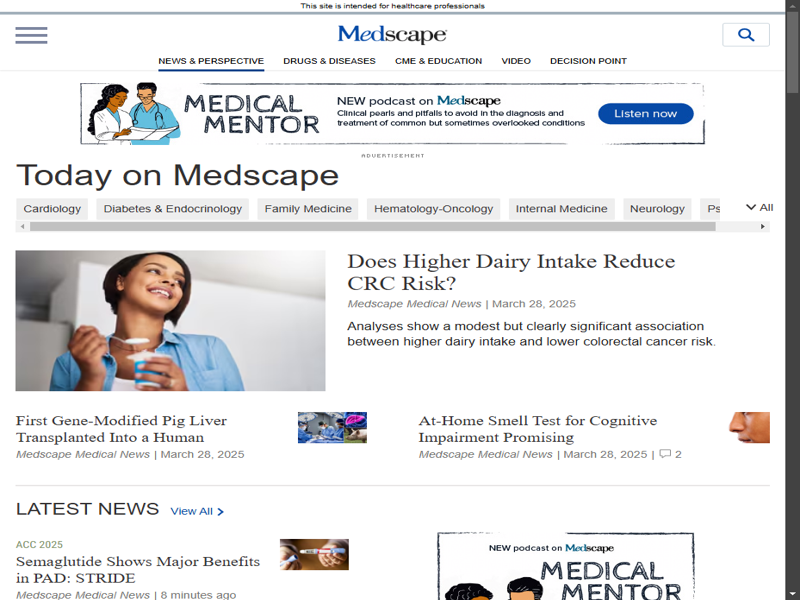 This site is intended for healthcare professionals
Medscape
NEWS & PERSPECTIVE DRUGS & DISEASES CME & EDUCATION VIDEO DECISION POINT
MEDICAL
MENTOR
NEW podcast on Medscape
Clinical pearls and pitfalls to avoid in the diagnosis and
treatment of common but sometimes overlooked conditions
Listen now
ADVERTISEMENT
Today on Medscape
Cardiology Diabetes & Endocrinology Family Medicine Hematology-Oncology Internal Medicine Neurology Ps All
Does Higher Dairy Intake Reduce
CRC Risk?
Medscape Medical News | March 28, 2025
Analyses show a modest but clearly significant association
between higher dairy intake and lower colorectal cancer risk.
First Gene-Modified Pig Liver
Transplanted Into a Human
Medscape Medical News | March 28, 2025
At-Home Smell Test for Cognitive
Impairment Promising
Medscape Medical News | March 28, 2025 | 2
LATEST NEWS View All
ACC 2025
Semaglutide Shows Major Benefits
in PAD: STRIDE
Medscape Medical News | 8 minutes ago
NEW podcast on Medscape
MEDICAL
MENTOR